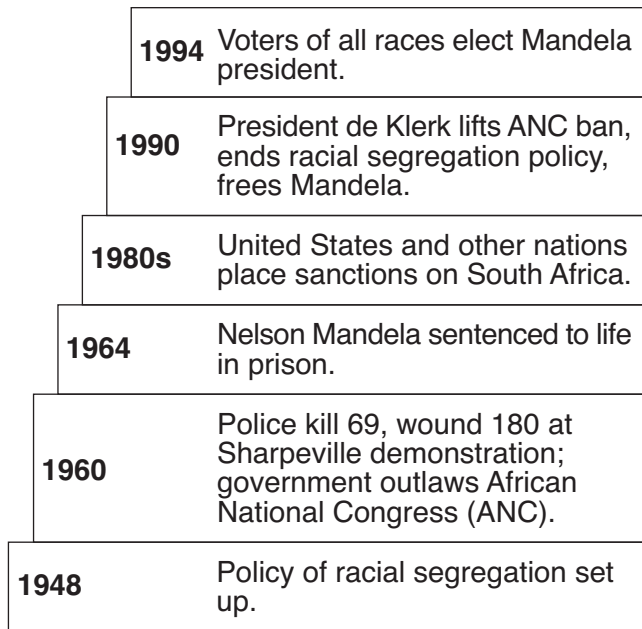 1994 Voters of all races elect Mandela
president.
1990 President de Klerk lifts ANC ban,
ends racial segregation policy,
frees Mandela.
1980s United States and other nations
place sanctions on South Africa.
1964 Nelson Mandela sentenced to life
in prison.
1960 Police kill 69, wound 180 at
Sharpeville demonstration;
government outlaws African
National Congress (ANC).
1948 Policy of racial segregation set
up.